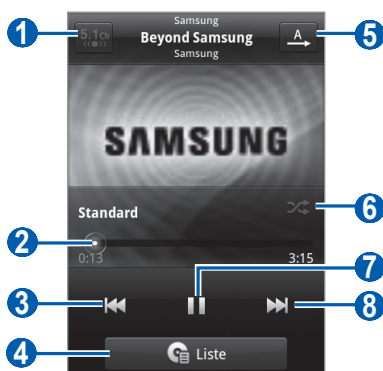 Samsung
Beyond Samsung
Samsung
5.1ch
A
SAMSUNG
Standard
0:13
3:15
Liste
1
2
3
4
5
6
7
8